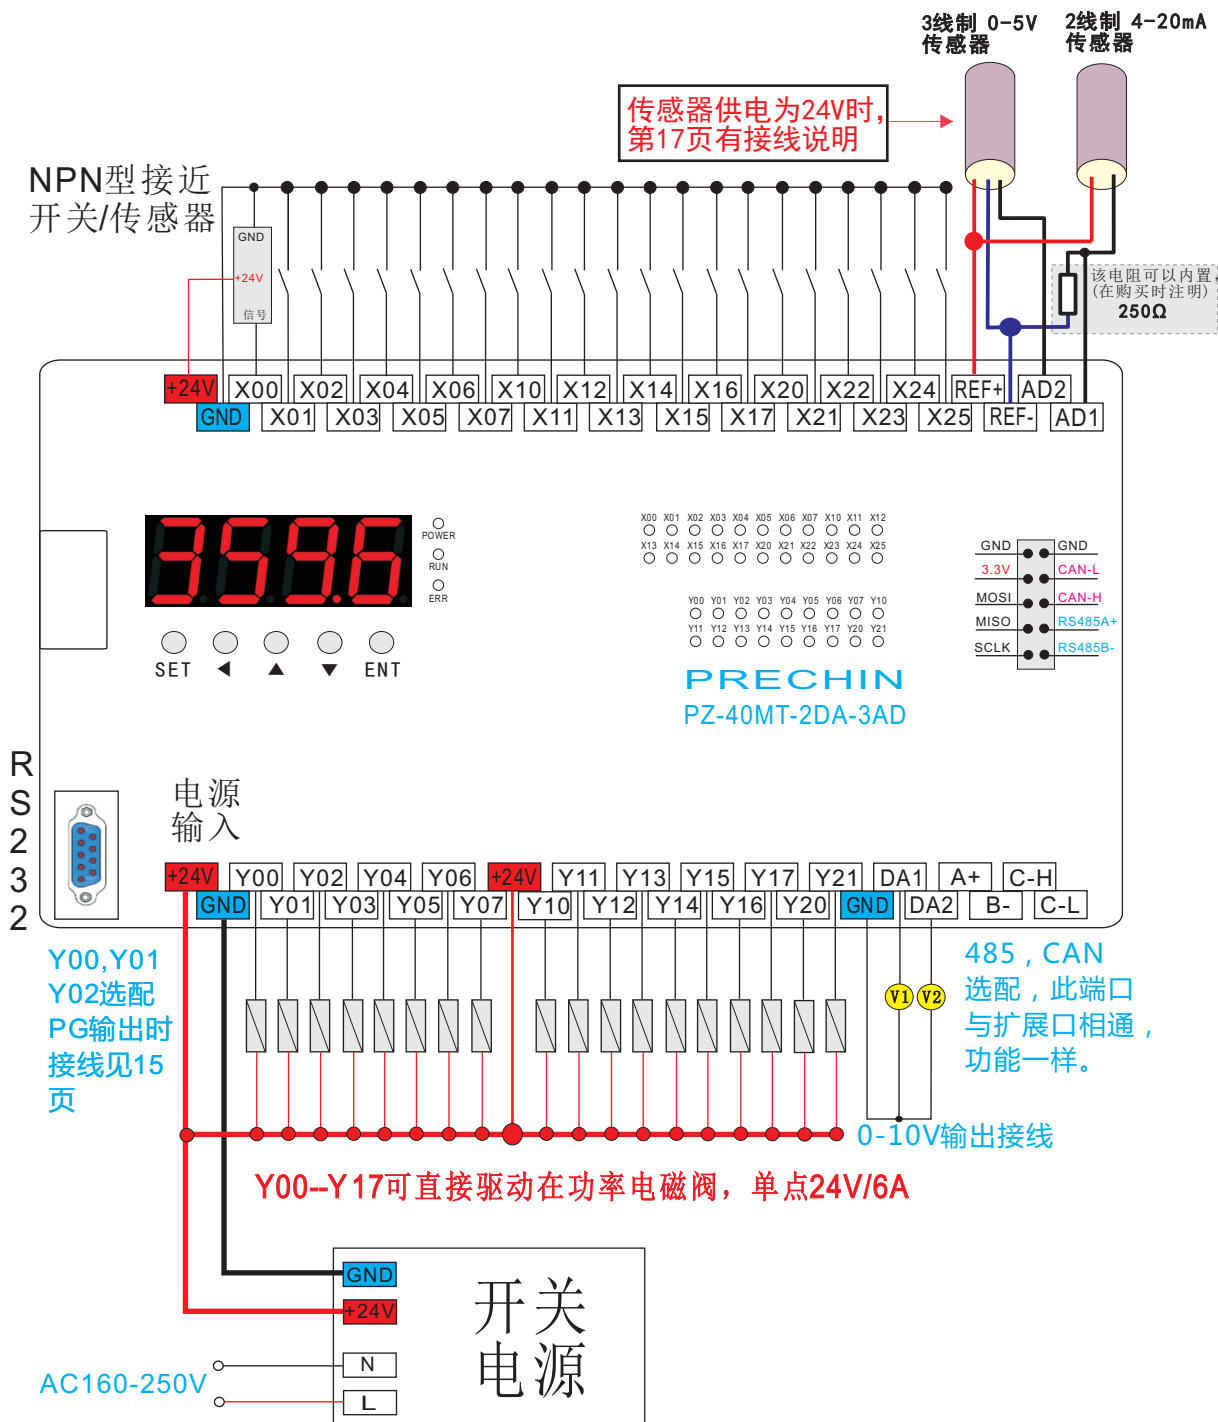 3线制 0-5V
传感器
2线制 4-20mA
传感器
传感器供电为24V时,
第17页有接线说明
NPN型接近
开关/传感器
GND
+24V
信号
该电阻可以内置,
(在购买时注明)
250Ω
+24V X00 X02 X04 X06 X10 X12 X14 X16 X20 X22 X24 REF+ AD2
GND X01 X03 X05 X07 X11 X13 X15 X17 X21 X23 X25 REF- AD1
359.6
POWER
RUN
ERR
SET ◀ ▲ ▼ ENT
X00 X01 X02 X03 X04 X05 X06 X07 X10 X11 X12
X13 X14 X15 X16 X17 X20 X21 X22 X23 X24 X25
Y00 Y01 Y02 Y03 Y04 Y05 Y06 Y07 Y10
Y11 Y12 Y13 Y14 Y15 Y16 Y17 Y20 Y21
GND GND
3.3V CAN-L
MOSI CAN-H
MISO RS485A+
SCLK RS485B-
PRECHIN
PZ-40MT-2DA-3AD
RS232
电源
输入
+24V Y00 Y02 Y04 Y06 +24V Y11 Y13 Y15 Y17 Y21 DA1 A+ C-H
GND Y01 Y03 Y05 Y07 Y10 Y12 Y14 Y16 Y20 GND DA2 B- C-L
Y00,Y01
Y02选配
PG输出时
接线见15
页
V1 V2
485，CAN
选配，此端口
与扩展口相通，
功能一样。
0-10V输出接线
Y00--Y17可直接驱动在功率电磁阀，单点24V/6A
GND
+24V
N
L
开关
电源
AC160-250V